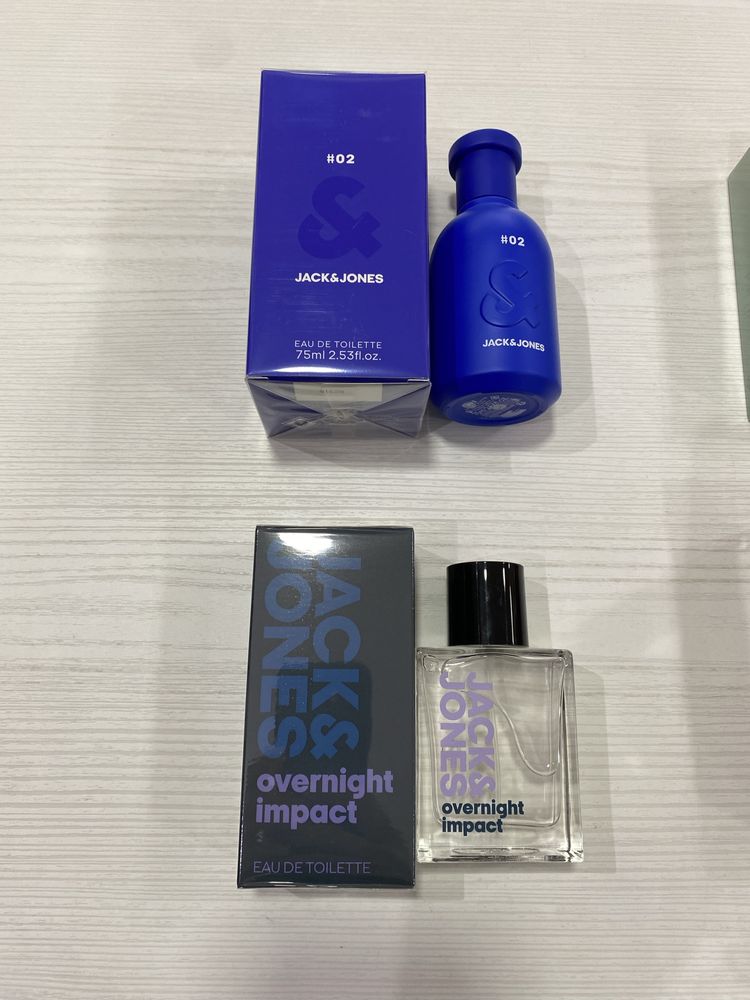 #02
JACK&JONES
EAU DE TOILETTE
75ml 2.53fl.oz.
#02
JACK&JONES
JACK&
JONES
overnight
impact
EAU DE TOILETTE
JACK&
JONES
overnight
impact